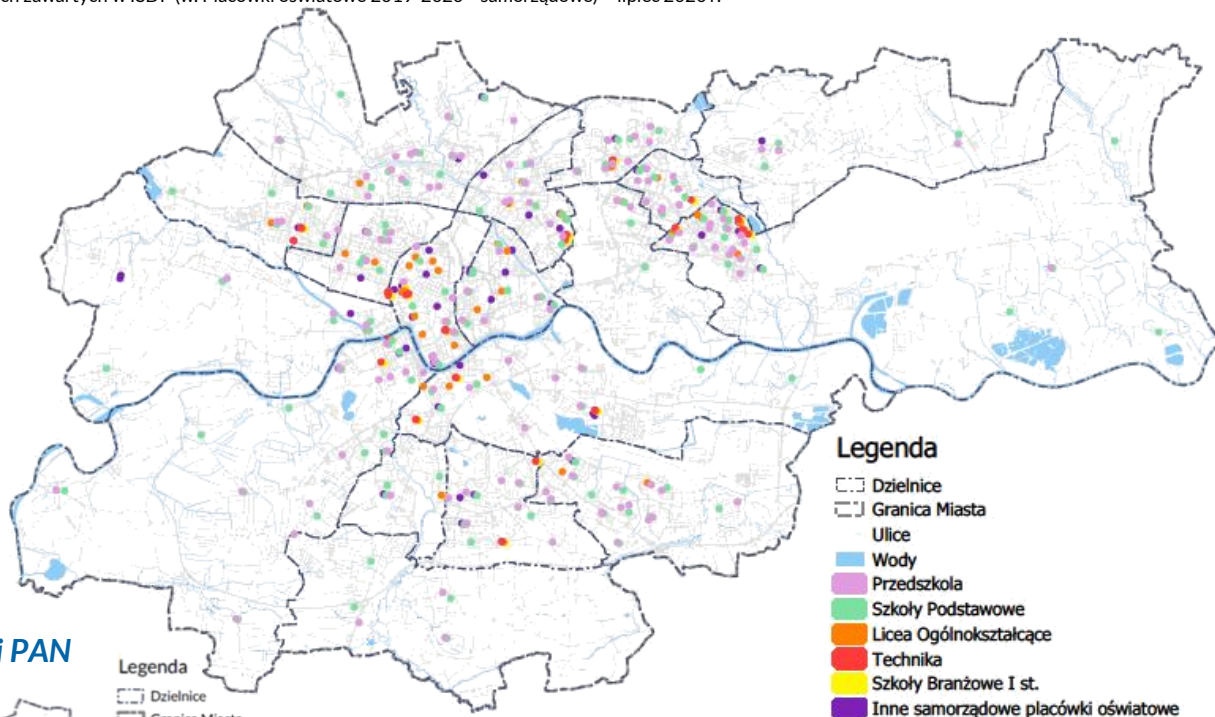 Legenda
Dzielnice
Granica Miasta
Ulice
Wody
Przedszkola
Szkoły Podstawowe
Licea Ogólnokształcące
Technika
Szkoły Branżowe I st.
Inne samorządowe placówki oświatowe
i PAN
Legenda
Dzielnice